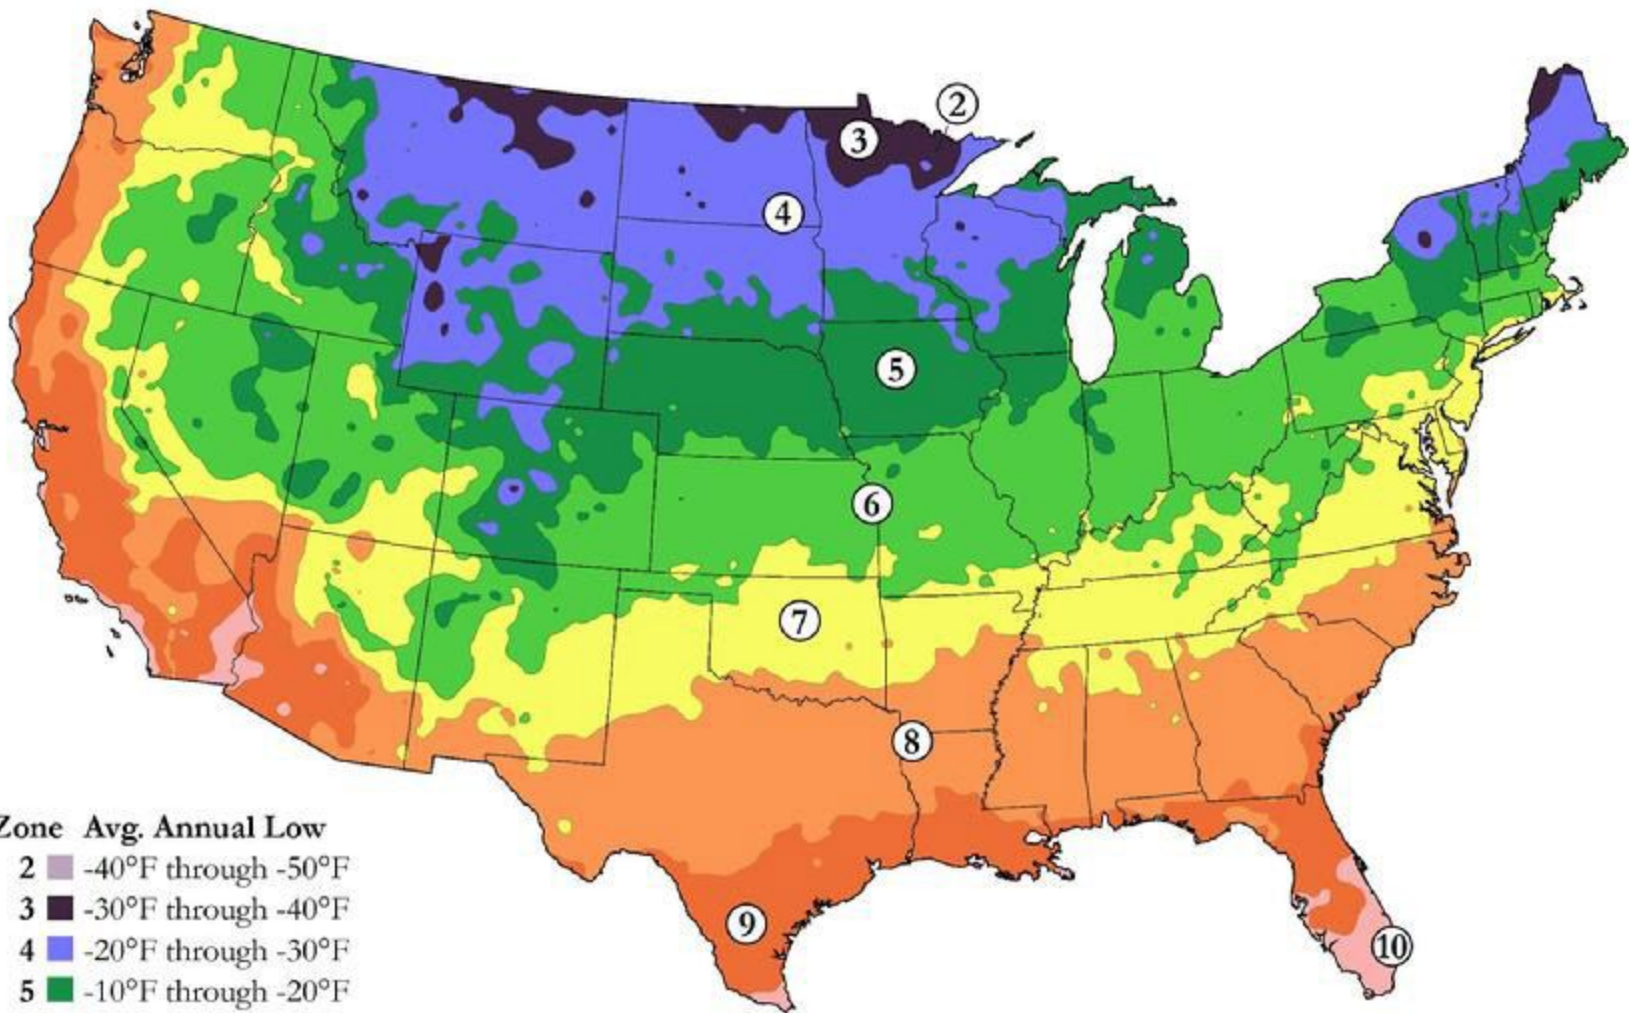 2
3
4
5
6
7
8
9
10
Zone Avg. Annual Low
2 -40°F through -50°F
3 -30°F through -40°F
4 -20°F through -30°F
5 -10°F through -20°F